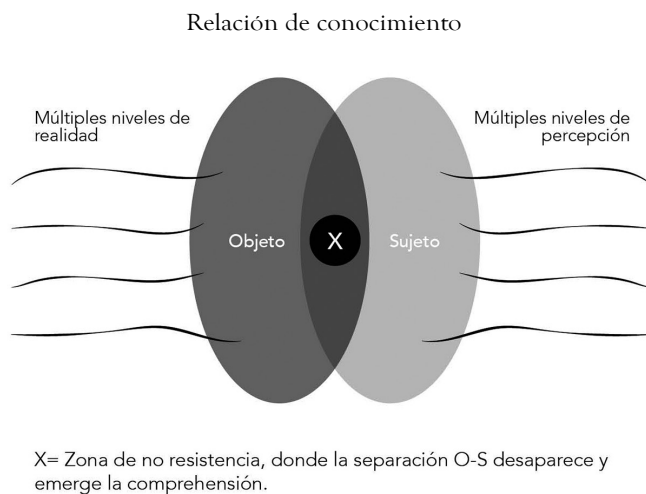 Relación de conocimiento
Múltiples niveles de
realidad
Múltiples niveles de
percepción
Objeto
X
Sujeto
X= Zona de no resistencia, donde la separación O-S desaparece y
emerge la comprensión.